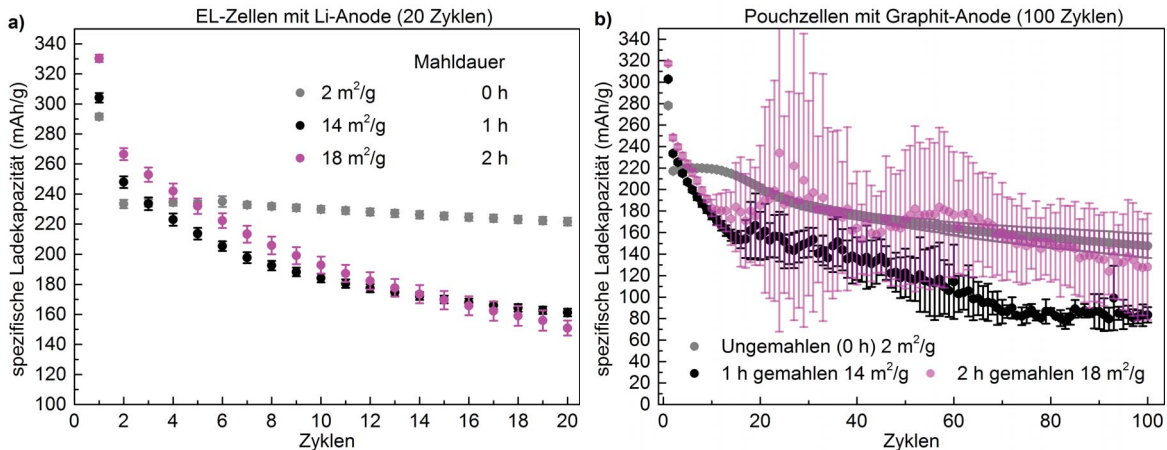 a)
EL-Zellen mit Li-Anode (20 Zyklen)
spezifische Ladekapazität (mAh/g)
340
320
300
280
260
240
220
200
180
160
140
120
100
Mahldauer
2 m²/g 0 h
14 m²/g 1 h
18 m²/g 2 h
0 2 4 6 8 10 12 14 16 18 20
Zyklen
b)
Pouchzellen mit Graphit-Anode (100 Zyklen)
spezifische Ladekapazität (mAh/g)
340
320
300
280
260
240
220
200
180
160
140
120
100
80
60
40
20
0
Ungemahlen (0 h) 2 m²/g
1 h gemahlen 14 m²/g 2 h gemahlen 18 m²/g
0 20 40 60 80 100
Zyklen